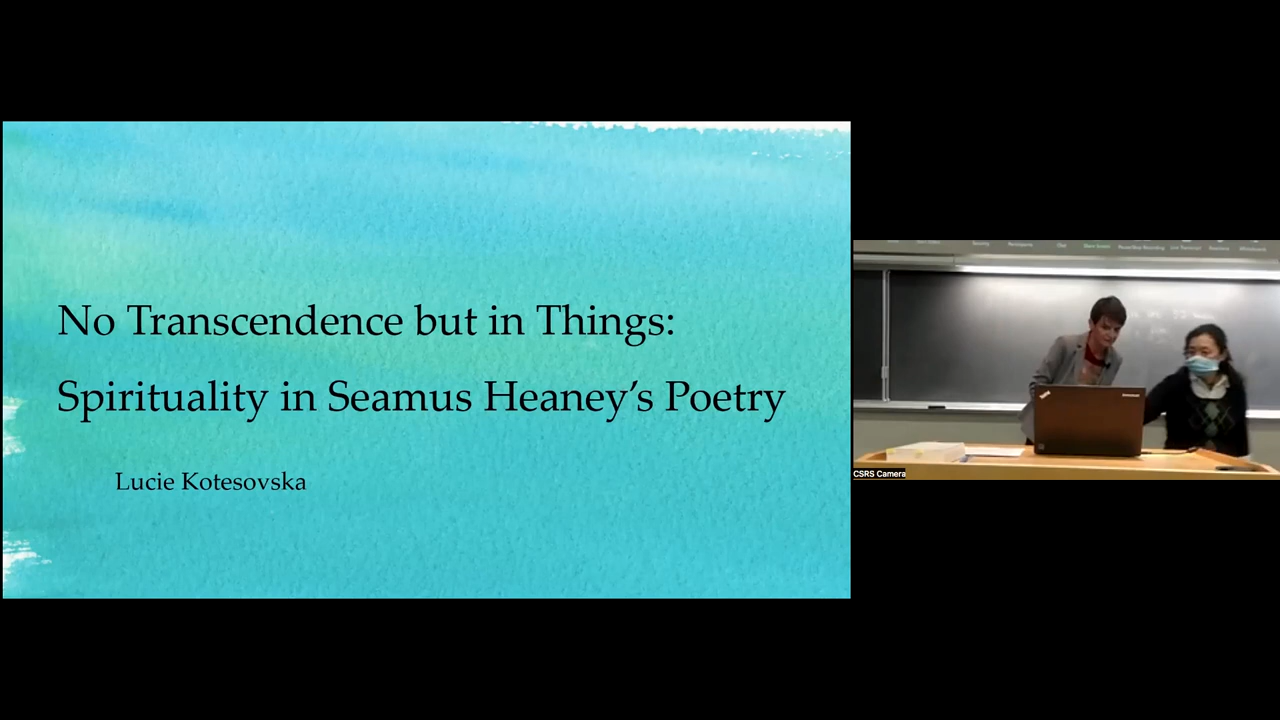 No Transcendence but in Things:
Spirituality in Seamus Heaney’s Poetry
Lucie Kotesovska
CSRS Camera